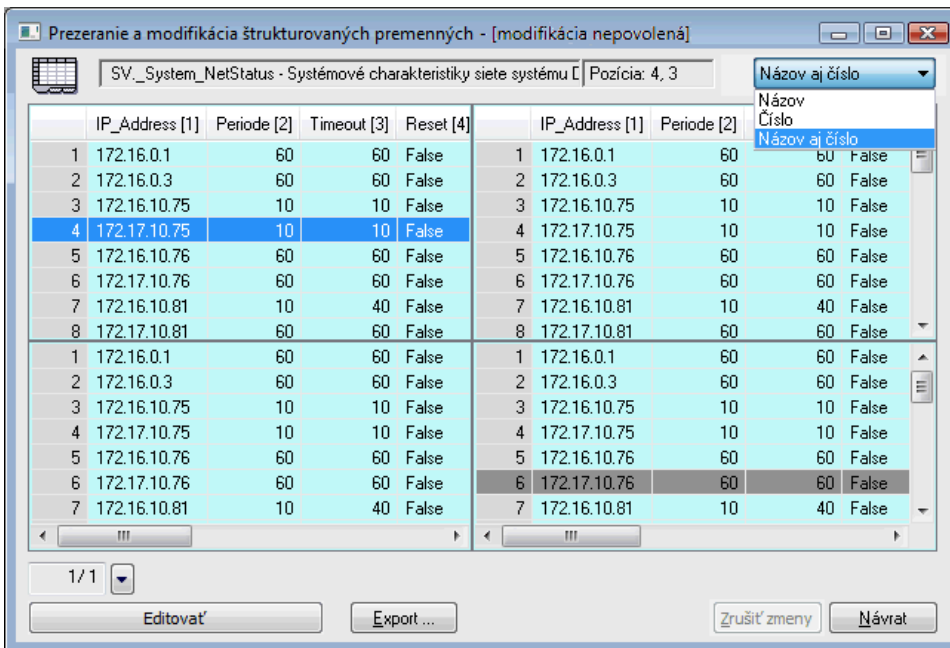 Prezeranie a modifikácia štrukturovaných premenných - [modifikácia nepovolená]
SV._System_NetStatus - Systémové charakteristiky siete systému Pozícia: 4, 3 Názov aj číslo
Názov
Číslo
Názov aj číslo
IP_Address [1] Periode [2] Timeout [3] Reset [4] IP_Address [1] Periode [2]
1 172.16.0.1 60 60 False 1 172.16.0.1 60 60 False
2 172.16.0.3 60 60 False 2 172.16.0.3 60 60 False
3 172.16.10.75 10 10 False 3 172.16.10.75 10 10 False
4 172.17.10.75 10 10 False 4 172.17.10.75 10 10 False
5 172.16.10.76 60 60 False 5 172.16.10.76 60 60 False
6 172.17.10.76 60 60 False 6 172.17.10.76 60 60 False
7 172.16.10.81 10 40 False 7 172.16.10.81 10 40 False
8 172.17.10.81 60 60 False 8 172.17.10.81 60 60 False
1 172.16.0.1 60 60 False 1 172.16.0.1 60 60 False
2 172.16.0.3 60 60 False 2 172.16.0.3 60 60 False
3 172.16.10.75 10 10 False 3 172.16.10.75 10 10 False
4 172.17.10.75 10 10 False 4 172.17.10.75 10 10 False
5 172.16.10.76 60 60 False 5 172.16.10.76 60 60 False
6 172.17.10.76 60 60 False 6 172.17.10.76 60 60 False
7 172.16.10.81 10 40 False 7 172.16.10.81 10 40 False
1/1
Editovať Export ... Zrušiť zmeny Návrat